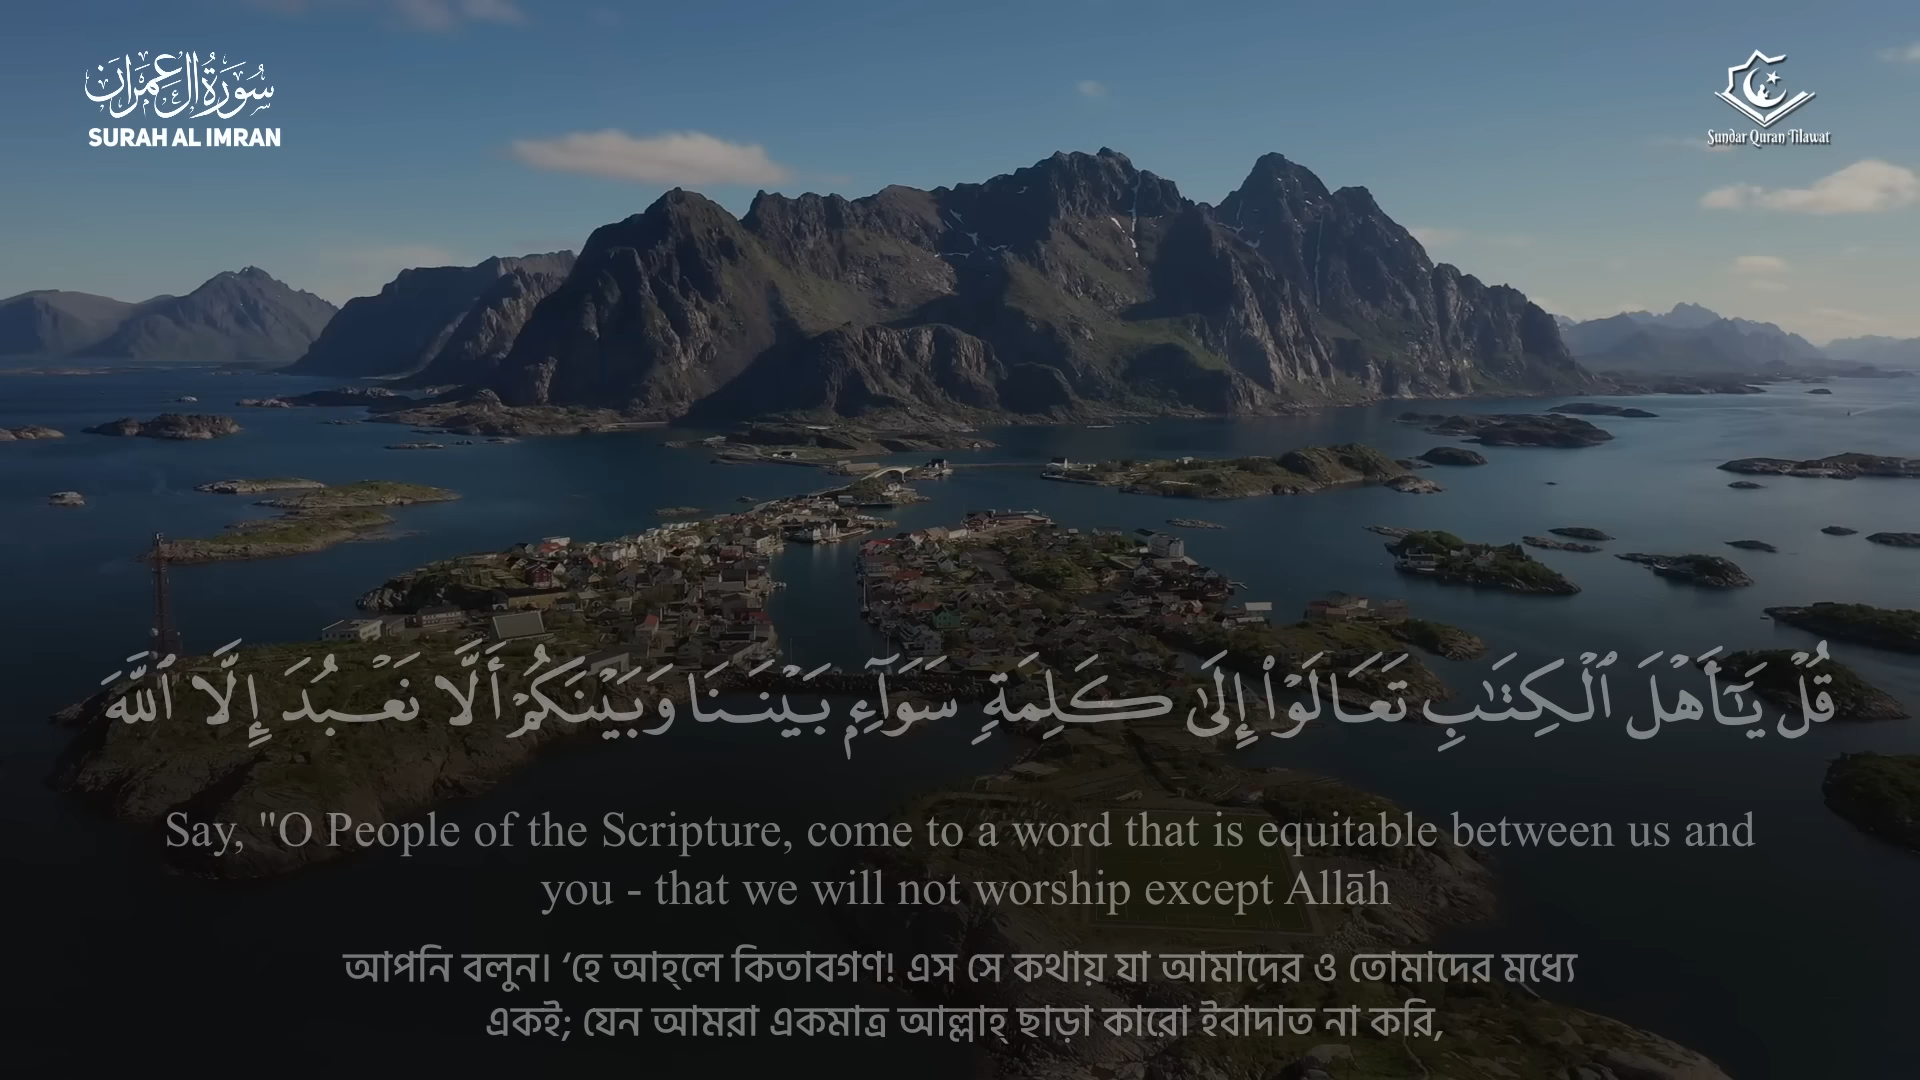 سُورَةُ آلِ عِمْرَان
SURAH AL IMRAN
Sundar Quran Tilawat
قُلْ يَـٰٓأَهْلَ ٱلْكِتَـٰبِ تَعَالَوْا۟ إِلَىٰ كَلِمَةٍ سَوَآءٍۭ بَيْنَنَا وَبَيْنَكُمْ أَلَّا نَعْبُدَ إِلَّا ٱللَّهَ
Say, "O People of the Scripture, come to a word that is equitable between us and
you - that we will not worship except Allāh
আপনি বলুন। ‘হে আহ্‌লে কিতাবগণ! এস সে কথায় যা আমাদের ও তোমাদের মধ্যে
একই; যেন আমরা একমাত্র আল্লাহ্‌ ছাড়া কারো ইবাদাত না করি,